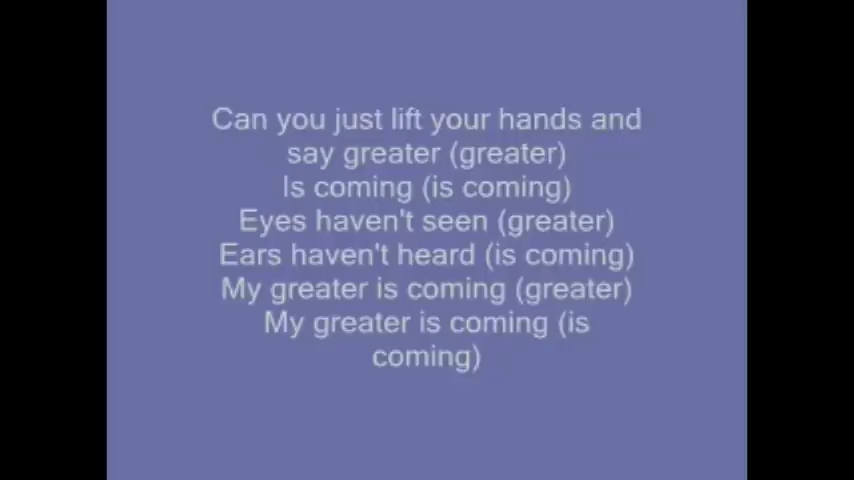 Can you just lift your hands and
say greater (greater)
Is coming (is coming)
Eyes haven't seen (greater)
Ears haven't heard (is coming)
My greater is coming (greater)
My greater is coming (is
coming)